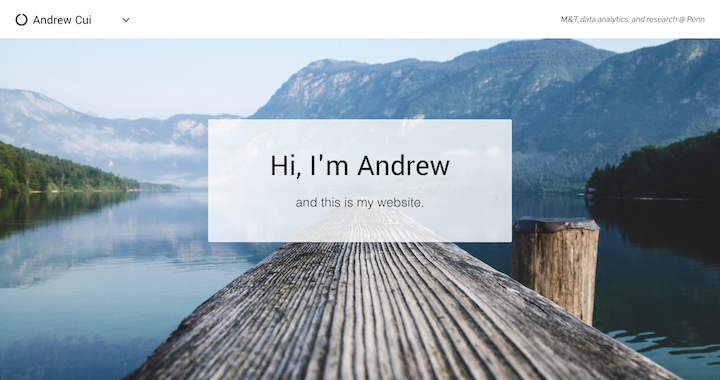 Andrew Cui
M&T, data analytics, and research @ Penn
Hi, I'm Andrew
and this is my website.